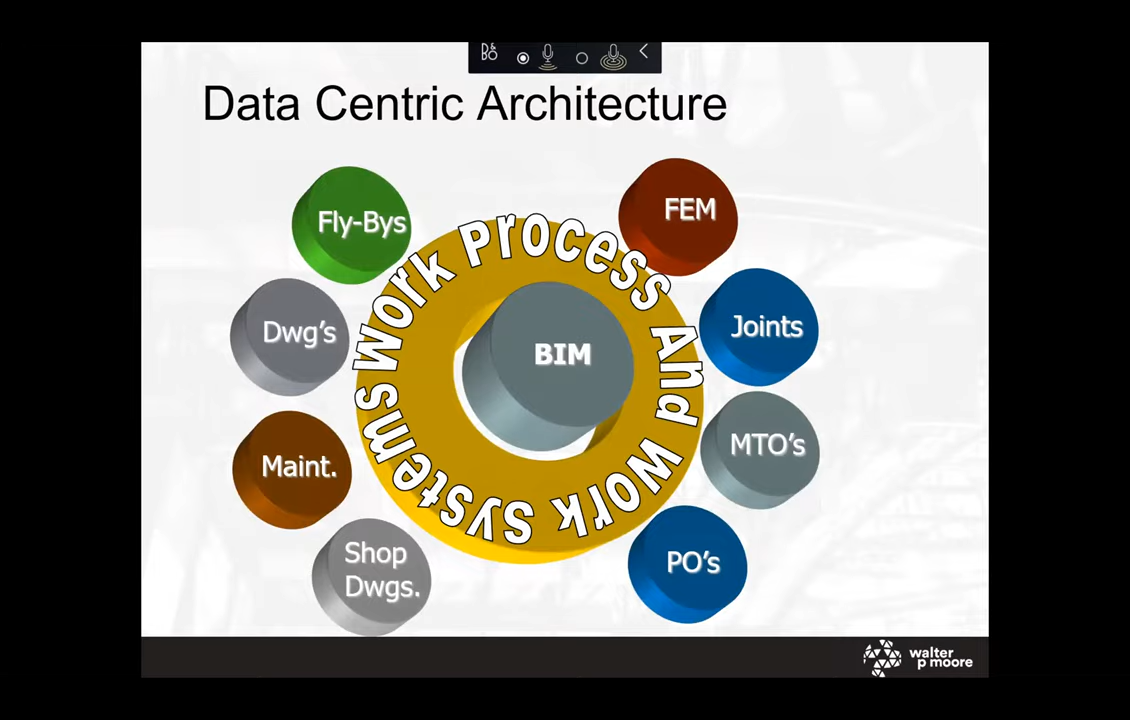 B&O
Data Centric Architecture
Fly-Bys
FEM
Work Process And Work Systems
Dwg's
Joints
BIM
Maint.
MTO's
Shop
Dwgs.
PO's
walter
p moore